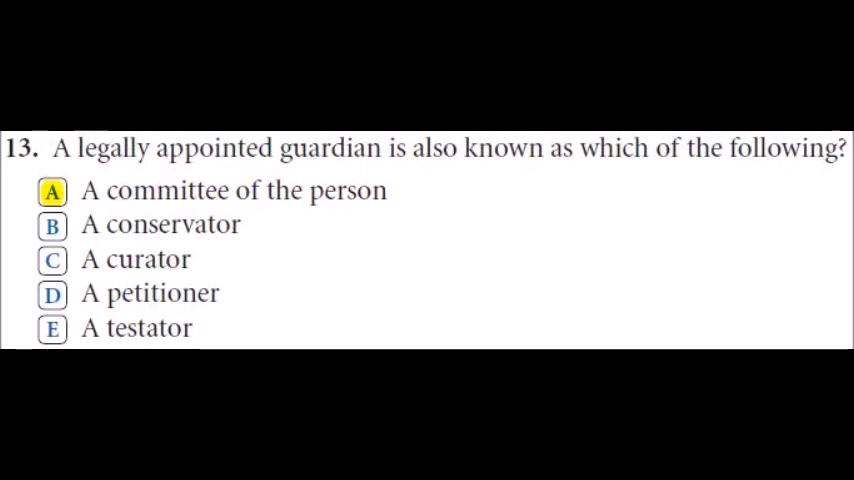 13. A legally appointed guardian is also known as which of the following?
A A committee of the person
B A conservator
C A curator
D A petitioner
E A testator